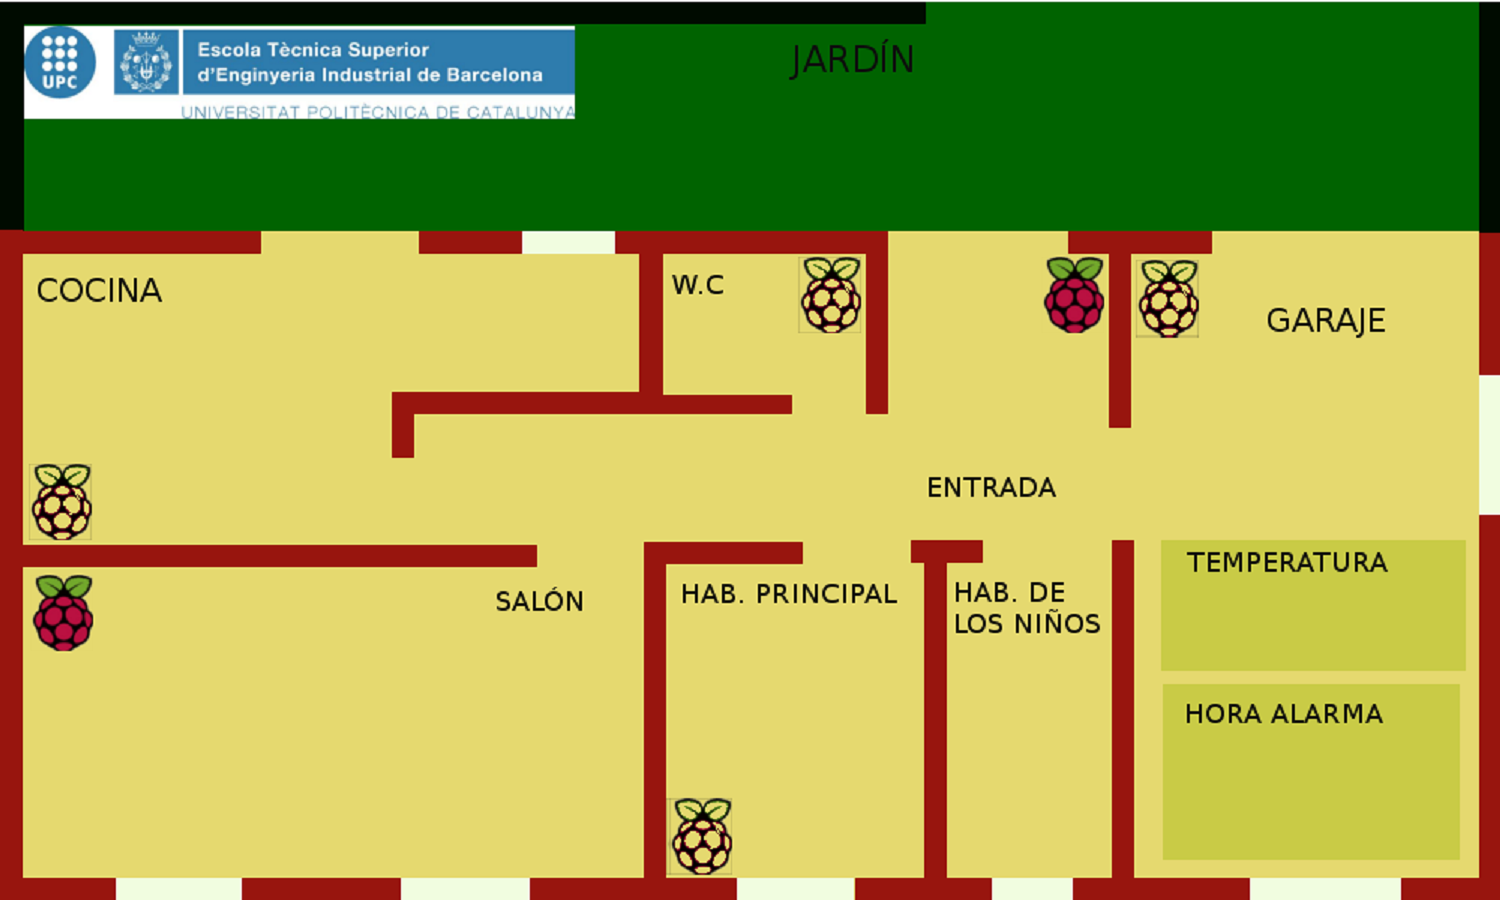 UPC
Escola Tècnica Superior
d'Enginyeria Industrial de Barcelona
UNIVERSITAT POLITÈCNICA DE CATALUNYA
JARDÍN
COCINA
W.C
GARAJE
ENTRADA
SALÓN
HAB. PRINCIPAL
HAB. DE
LOS NIÑOS
TEMPERATURA
HORA ALARMA